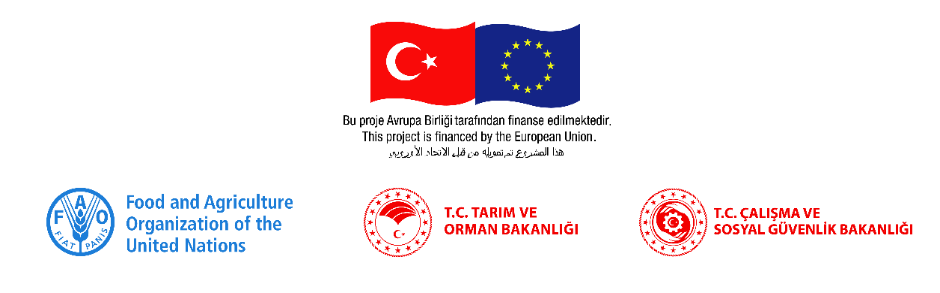 Bu proje Avrupa Birliği tarafından finanse edilmektedir.
This project is financed by the European Union.
هذا المشروع تم تمويله من قبل الاتحاد الأوروبي
F A O
FIAT PANIS
Food and Agriculture
Organization of the
United Nations
T.C. TARIM VE
ORMAN BAKANLIĞI
T.C. ÇALIŞMA VE
SOSYAL GÜVENLİK BAKANLIĞI